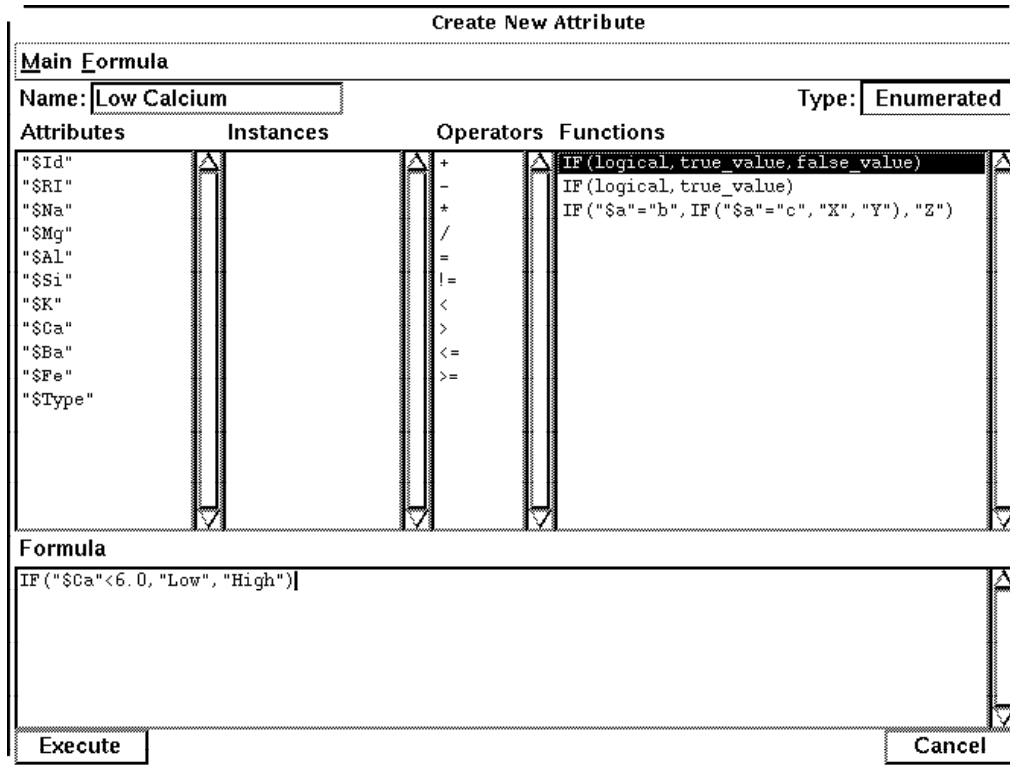 Create New Attribute
Main Formula
Name: Low Calcium Type: Enumerated
Attributes Instances Operators Functions
"$Id" + IF(logical,true_value,false_value)
"$RI" - IF(logical,true_value)
"$Na" * IF("$a"="b",IF("$a"="c","X","Y"),"Z")
"$Mg" /
"$Al" =
"$Si" !=
"$K" <
"$Ca" >
"$Ba" <=
"$Fe" >=
"$Type"
Formula
IF("$Ca"<6.0,"Low","High")
Execute Cancel